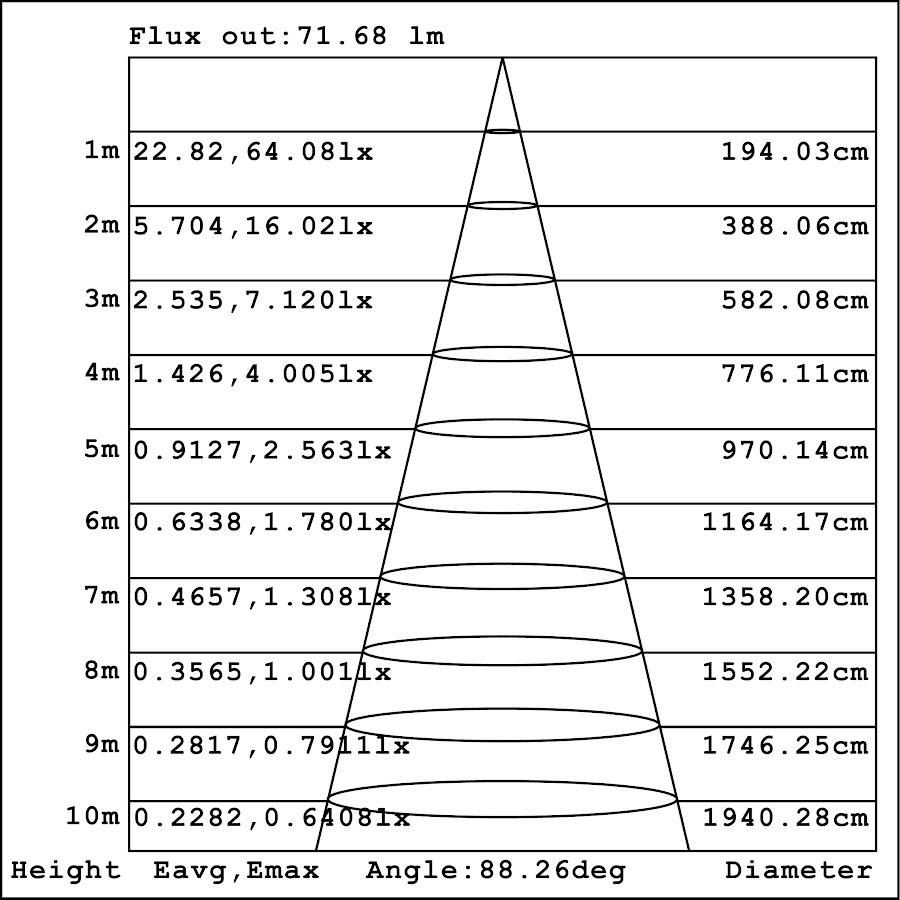 Flux out:71.68 lm
1m 22.82,64.08lx 194.03cm
2m 5.704,16.02lx 388.06cm
3m 2.535,7.120lx 582.08cm
4m 1.426,4.005lx 776.11cm
5m 0.9127,2.563lx 970.14cm
6m 0.6338,1.780lx 1164.17cm
7m 0.4657,1.308lx 1358.20cm
8m 0.3565,1.001lx 1552.22cm
9m 0.2817,0.7911lx 1746.25cm
10m 0.2282,0.6408lx 1940.28cm
Height Eavg,Emax Angle:88.26deg Diameter